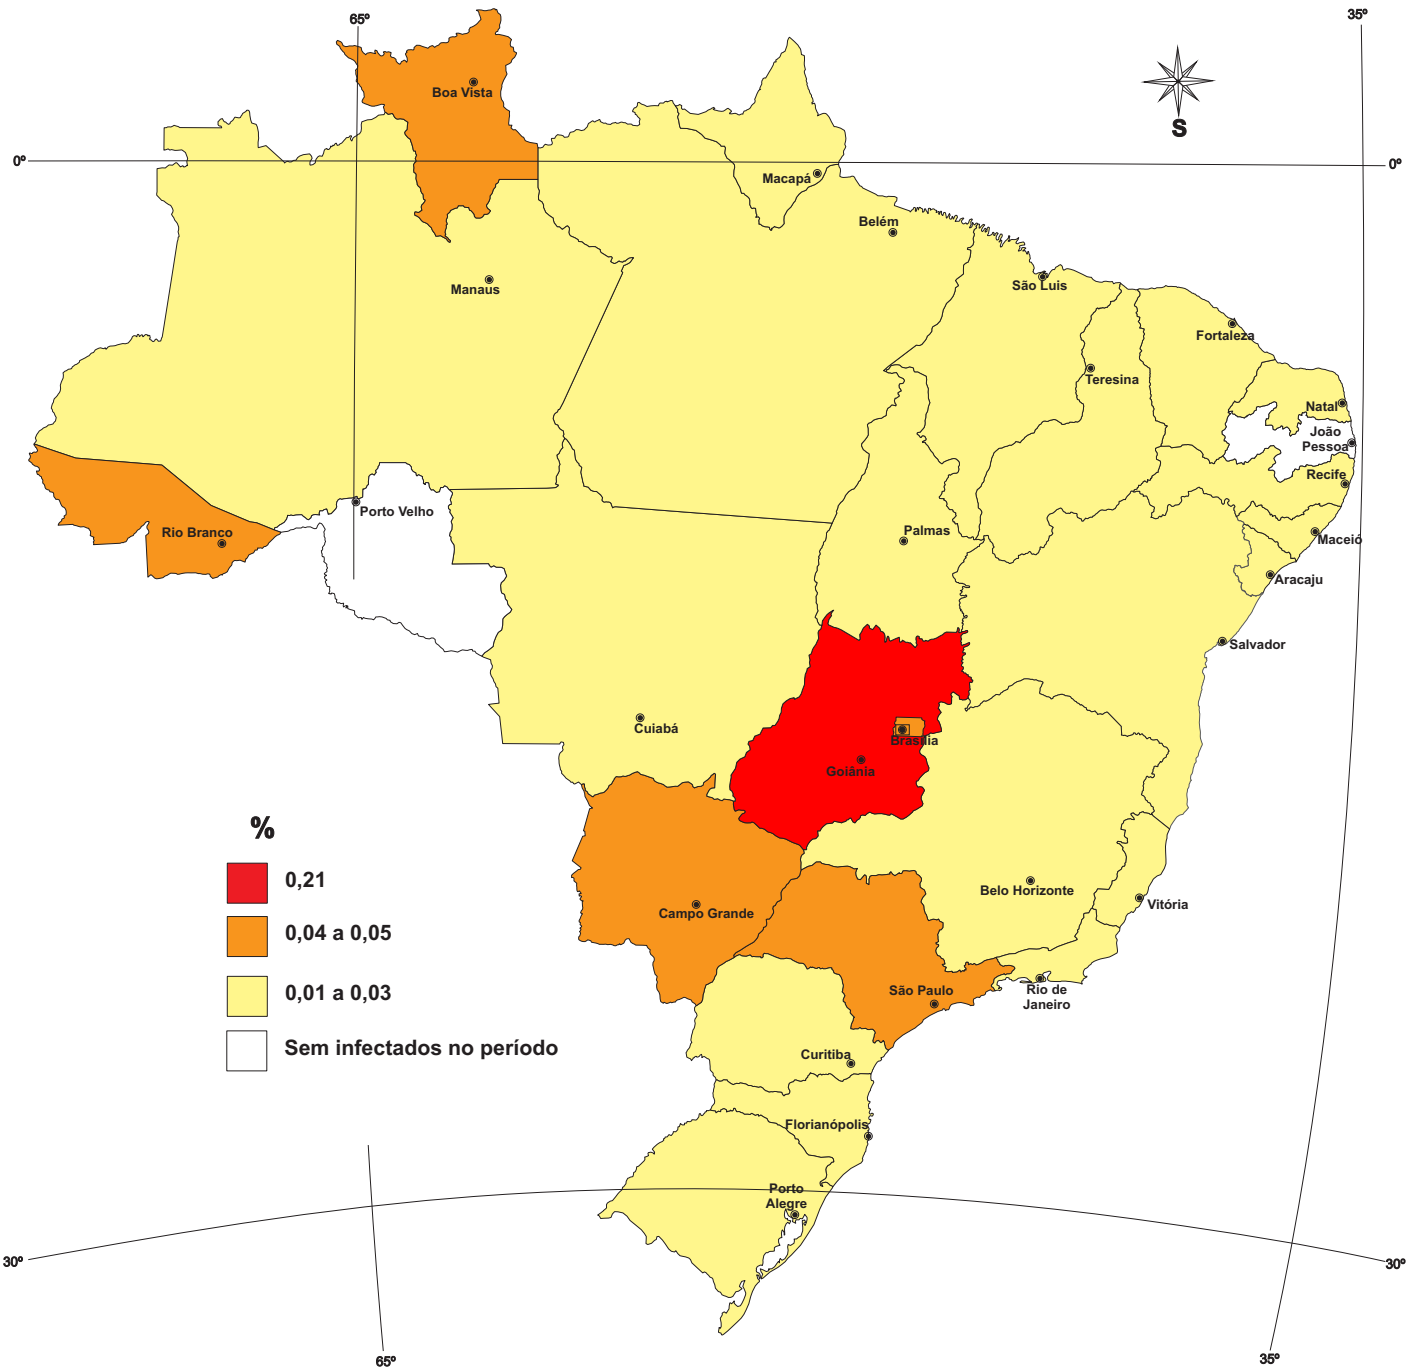 65º
35º
Boa Vista
S
0º
0º
Macapá
Belém
Manaus
São Luis
Fortaleza
Teresina
Natal
João
Pessoa
Recife
Porto Velho
Rio Branco
Palmas
Maceió
Aracaju
Salvador
Cuiabá
Brasília
Goiânia
%
0,21
Belo Horizonte
Vitória
Campo Grande
0,04 a 0,05
0,01 a 0,03
São Paulo
Rio de
Janeiro
Sem infectados no período
Curitiba
Florianópolis
Porto
Alegre
30º
30º
65º
35º